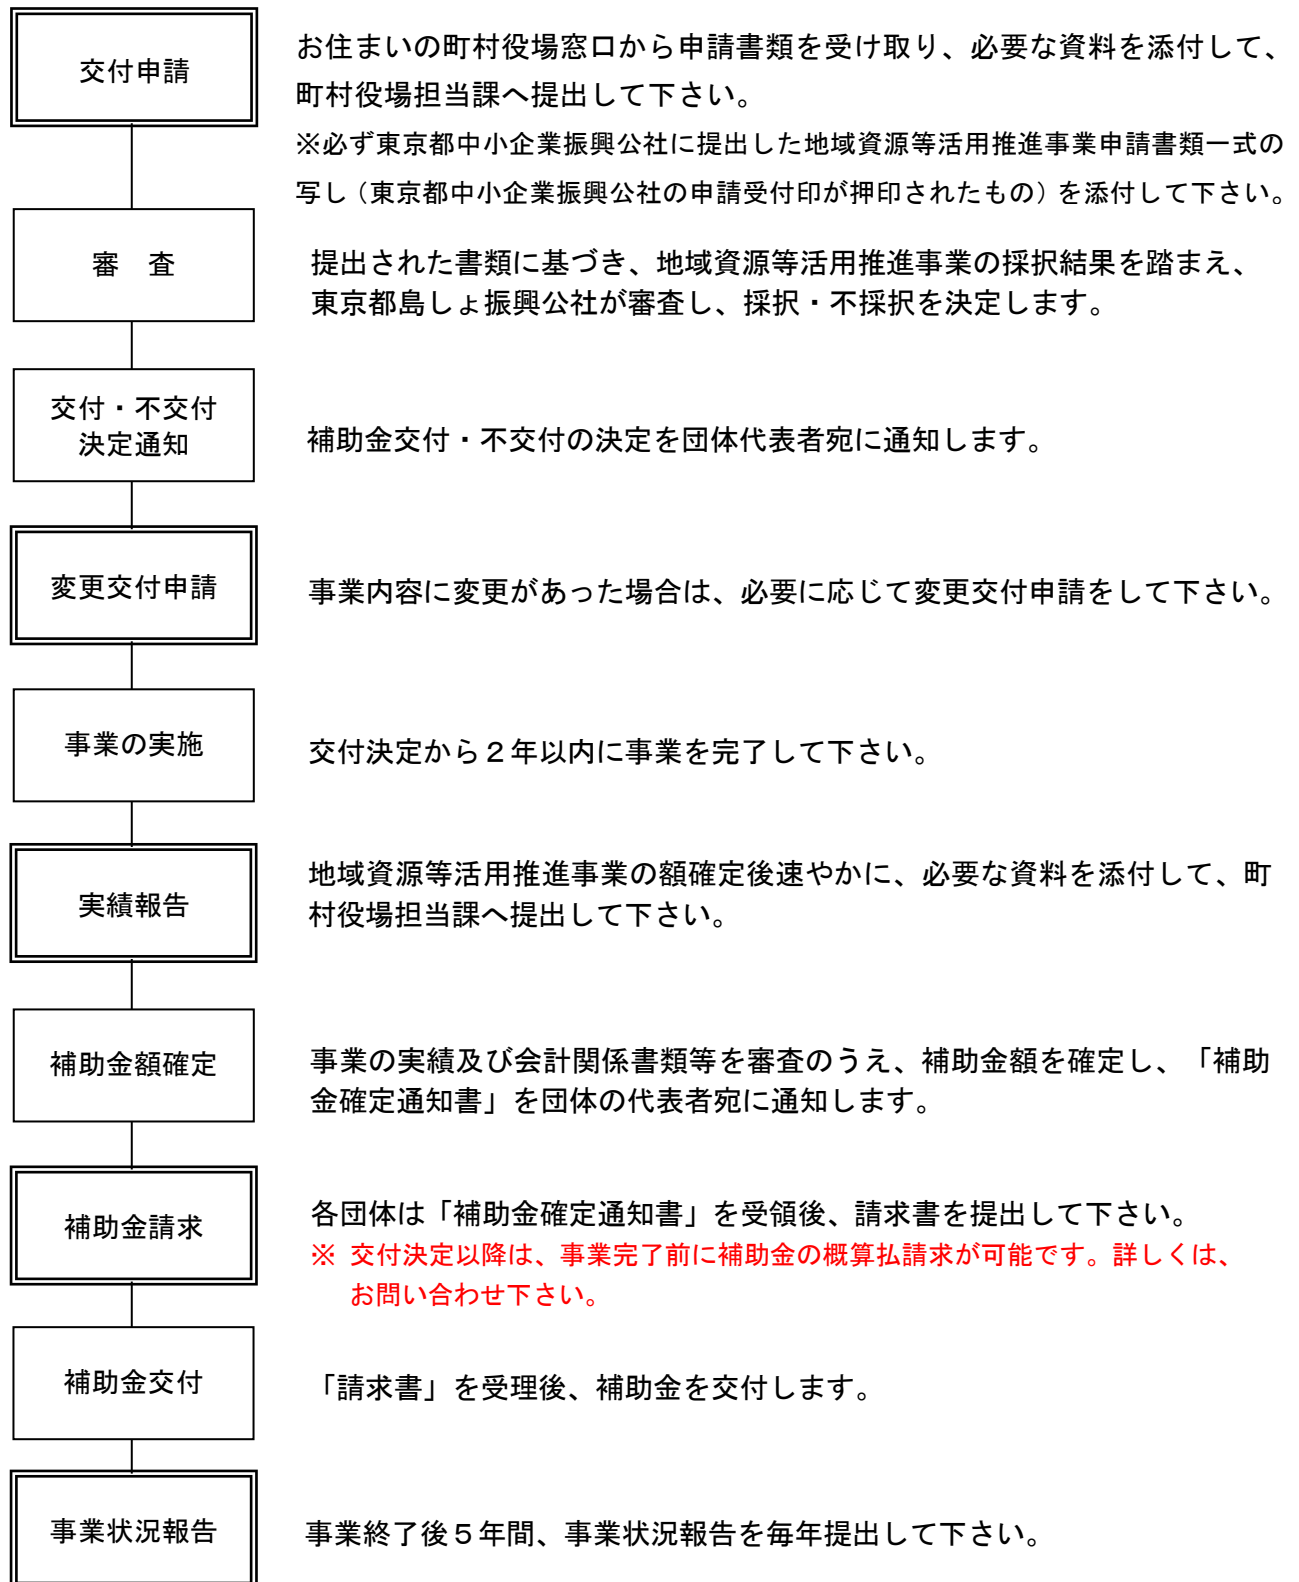 交付申請
お住まいの町村役場窓口から申請書類を受け取り、必要な資料を添付して、
町村役場担当課へ提出して下さい。
※必ず東京都中小企業振興公社に提出した地域資源等活用推進事業申請書類一式の
写し（東京都中小企業振興公社の申請受付印が押印されたもの）を添付して下さい。
審　査
提出された書類に基づき、地域資源等活用推進事業の採択結果を踏まえ、
東京都島しょ振興公社が審査し、採択・不採択を決定します。
交付・不交付
決定通知
補助金交付・不交付の決定を団体代表者宛に通知します。
変更交付申請
事業内容に変更があった場合は、必要に応じて変更交付申請をして下さい。
事業の実施
交付決定から２年以内に事業を完了して下さい。
実績報告
地域資源等活用推進事業の額確定後速やかに、必要な資料を添付して、町
村役場担当課へ提出して下さい。
補助金額確定
事業の実績及び会計関係書類等を審査のうえ、補助金額を確定し、「補助
金確定通知書」を団体の代表者宛に通知します。
補助金請求
各団体は「補助金確定通知書」を受領後、請求書を提出して下さい。
※ 交付決定以降は、事業完了前に補助金の概算払請求が可能です。詳しくは、
お問い合わせ下さい。
補助金交付
「請求書」を受理後、補助金を交付します。
事業状況報告
事業終了後５年間、事業状況報告を毎年提出して下さい。